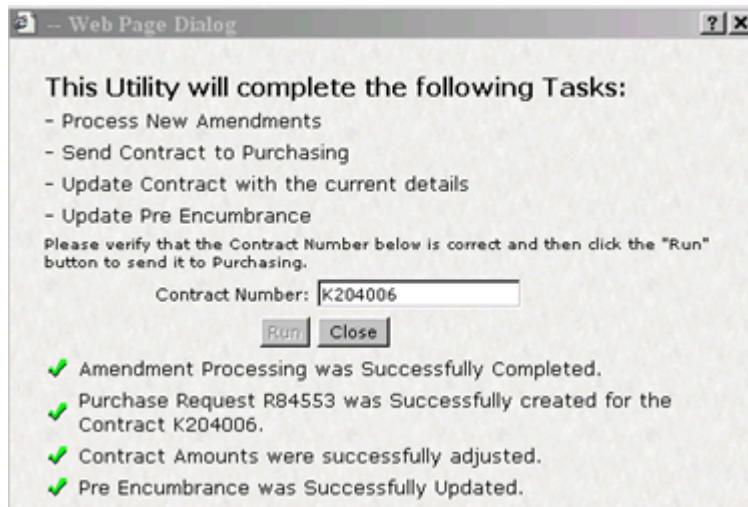 -- Web Page Dialog
This Utility will complete the following Tasks:
- Process New Amendments
- Send Contract to Purchasing
- Update Contract with the current details
- Update Pre Encumbrance
Please verify that the Contract Number below is correct and then click the "Run"
button to send it to Purchasing.
Contract Number: K204006
Run Close
Amendment Processing was Successfully Completed.
Purchase Request R84553 was Successfully created for the
Contract K204006.
Contract Amounts were successfully adjusted.
Pre Encumbrance was Successfully Updated.